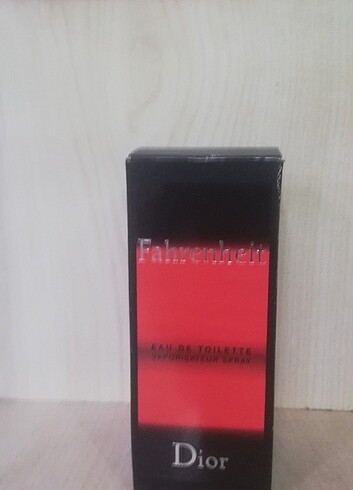 Fahrenheit
EAU DE TOILETTE
VAPORISATEUR SPRAY
Dior